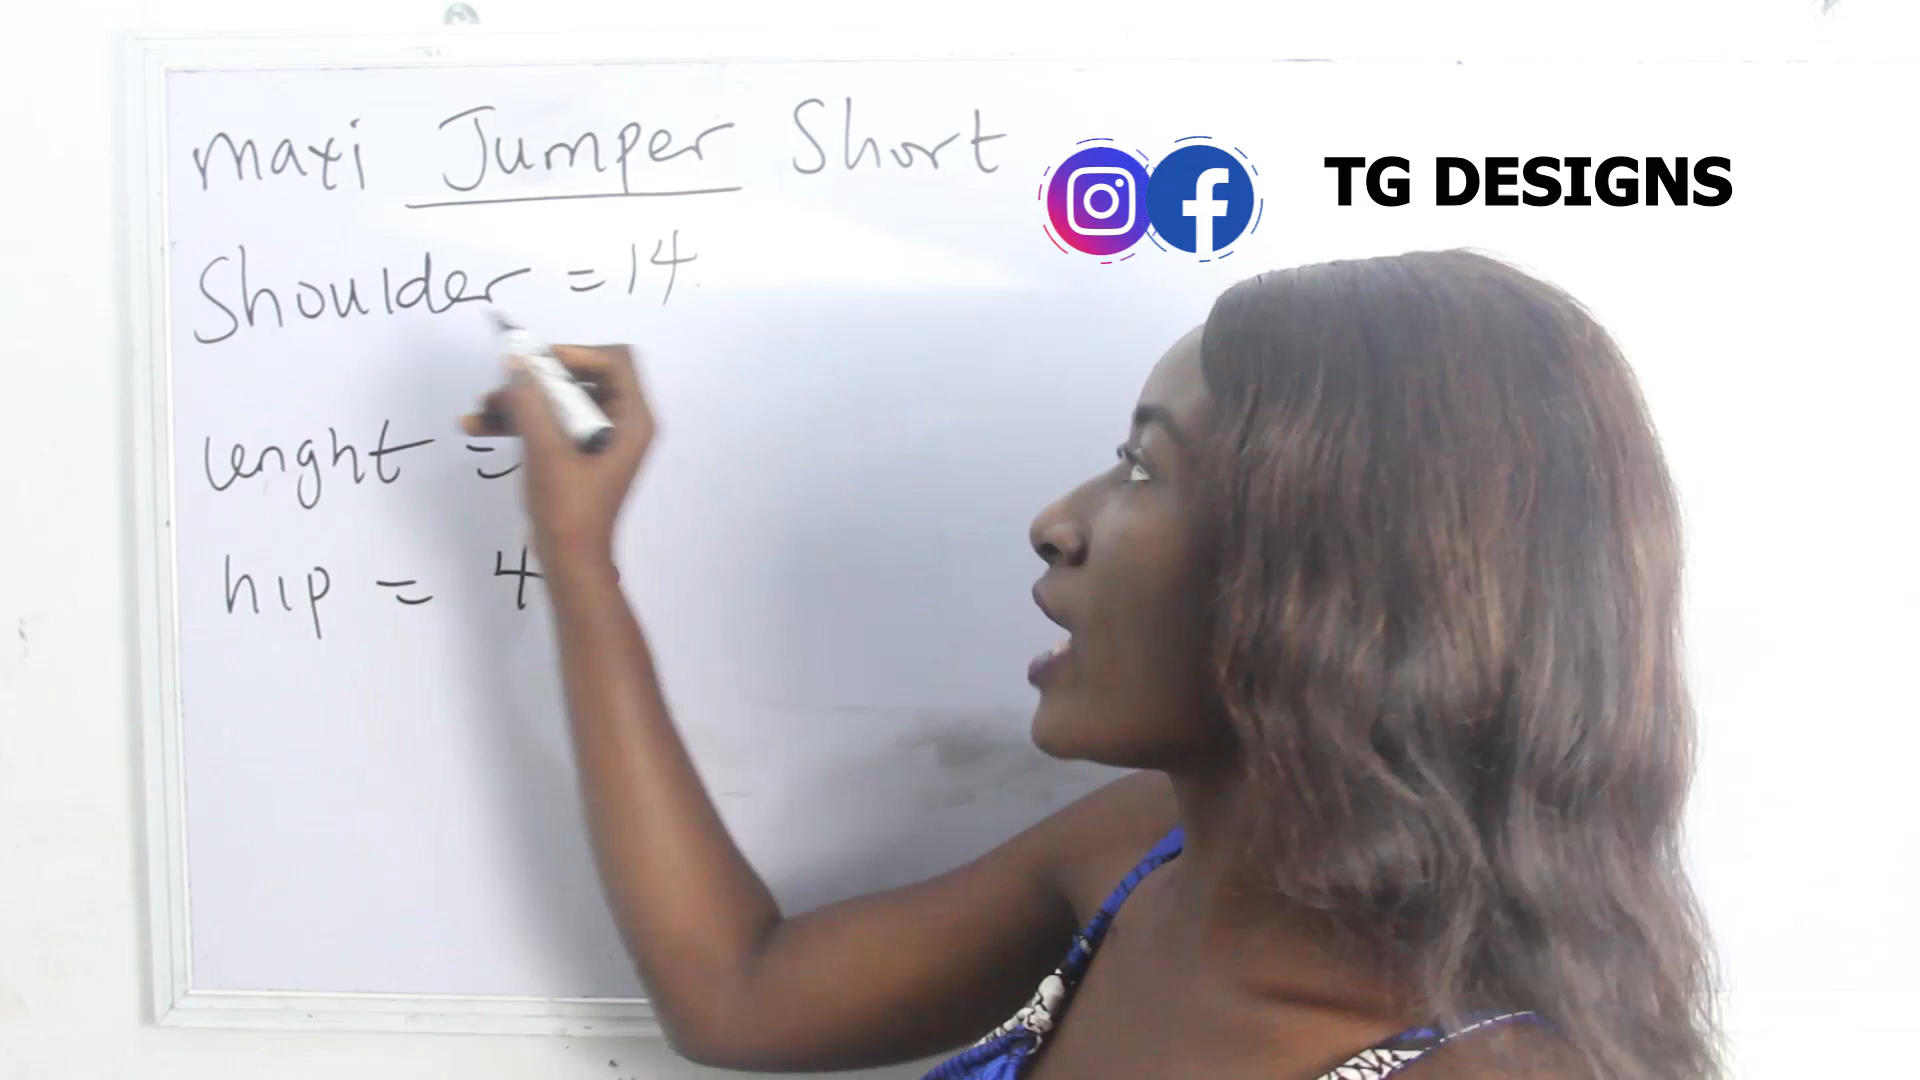 maxi Jumper Short
TG DESIGNS
Shoulder = 14
lenght =
hip = 4